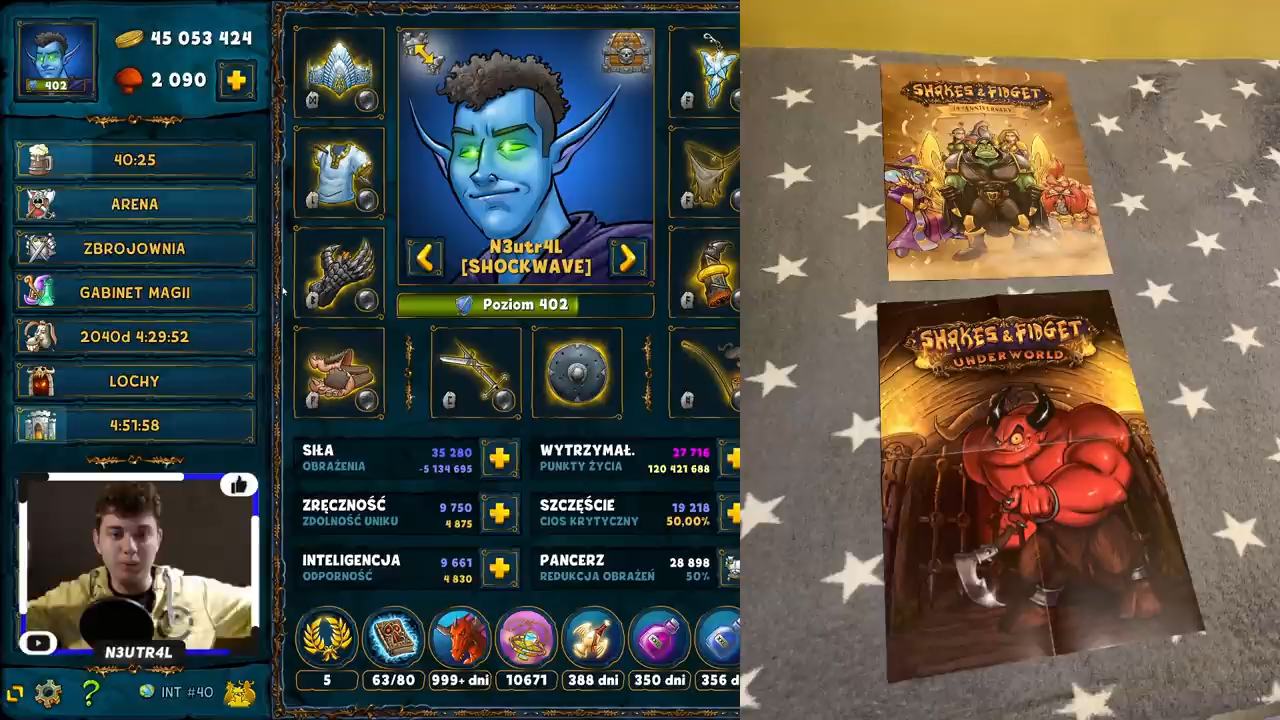 45 053 424
402
2 090
40:25
ARENA
ZBROJOWNIA
GABINET MAGII
2040d 4:29:52
LOCHY
4:51:58
N3UTR4L
INT #40
N3utr4L
[SHOCKWAVE]
Poziom 402
SIŁA 35 280
OBRAŻENIA ~5 134 695
WYTRZYMAŁ. 27 716
PUNKTY ŻYCIA 120 421 688
ZRĘCZNOŚĆ 9 750
ZDOLNOŚĆ UNIKU 4 875
SZCZĘŚCIE 19 218
CIOS KRYTYCZNY 50,00%
INTELIGENCJA 9 661
ODPORNOŚĆ 4 830
PANCERZ 28 898
REDUKCJA OBRAŻEŃ 50%
5
63/80
999+ dni
10671
388 dni
350 dni
356 d
SHAKES & FIDGET
ANNIVERSARY
SHAKES & FIDGET
UNDERWORLD